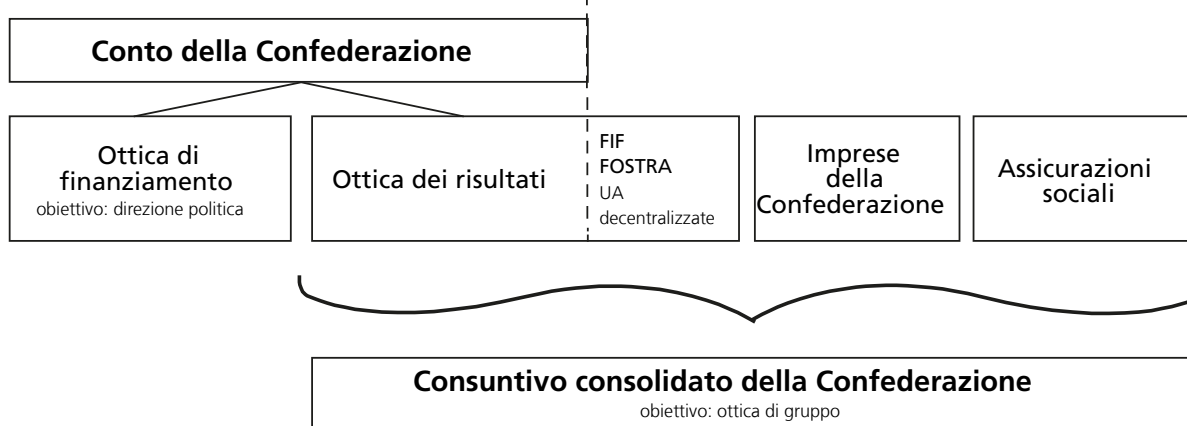 Conto della Confederazione
Ottica di
finanziamento
obiettivo: direzione politica
Ottica dei risultati
FIF
FOSTRA
UA
decentralizzate
Imprese
della
Confederazione
Assicurazioni
sociali
Consuntivo consolidato della Confederazione
obiettivo: ottica di gruppo